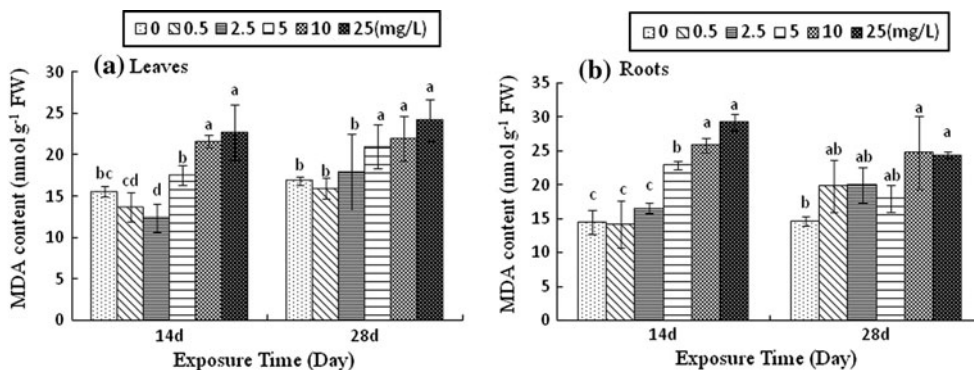 0 0.5 2.5 5 10 25(mg/L)
(a) Leaves
MDA content (nmol g-1 FW)
30
25
20
15
10
5
0
bc cd d b a a
b b b a a a
14d 28d
Exposure Time (Day)
0 0.5 2.5 5 10 25(mg/L)
(b) Roots
MDA content (nmol g-1 FW)
35
30
25
20
15
10
5
0
c c c b a a
b ab ab ab a a
14d 28d
Exposure Time (Day)